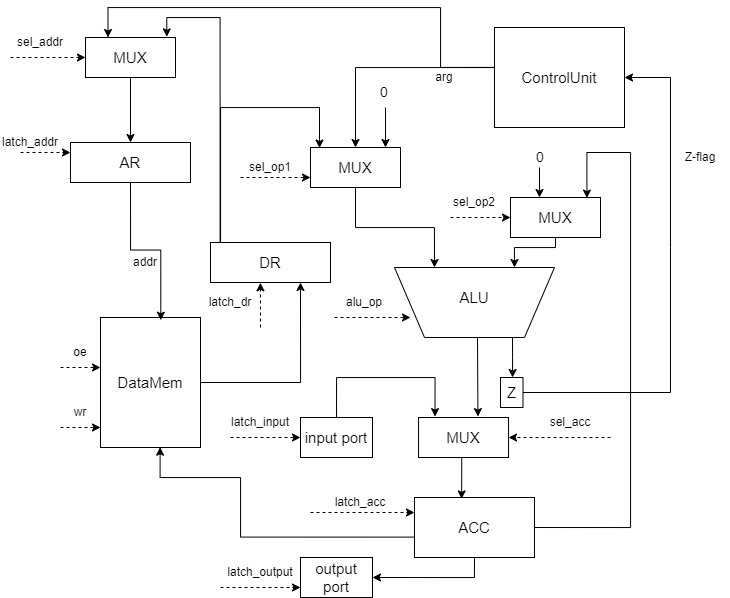 sel_addr
MUX
arg
ControlUnit
0
latch_addr
AR
sel_op1
MUX
0
Z-flag
sel_op2
MUX
addr
DR
latch_dr
alu_op
ALU
oe
DataMem
wr
Z
latch_input
input port
MUX
sel_acc
latch_acc
ACC
latch_output
output
port